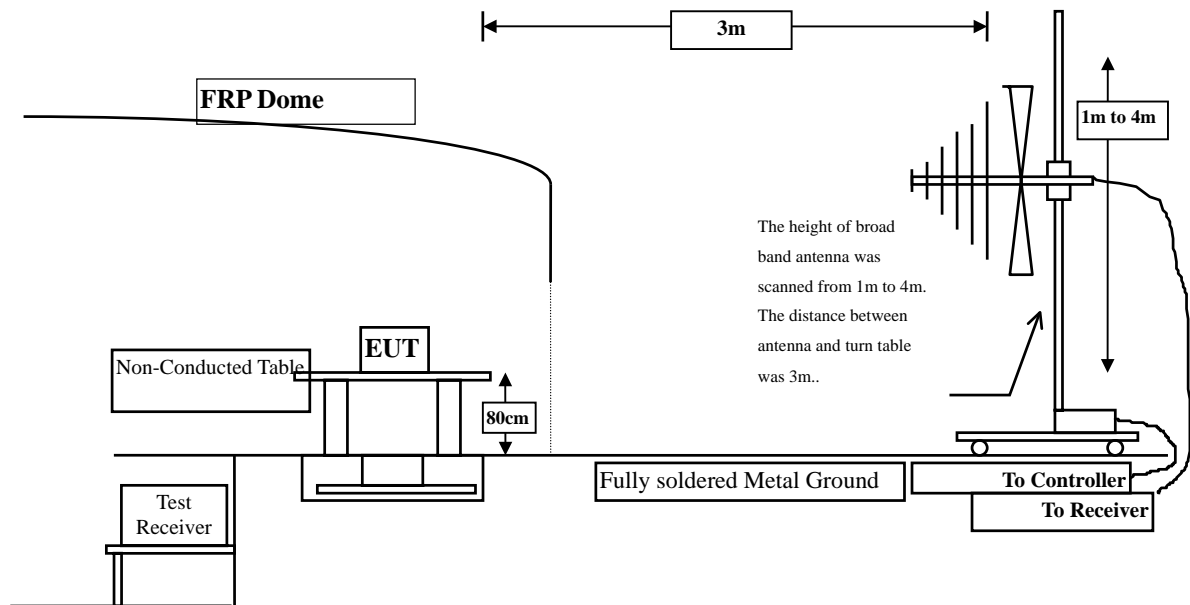 3m
FRP Dome
1m to 4m
The height of broad
band antenna was
scanned from 1m to 4m.
The distance between
antenna and turn table
was 3m..
EUT
Non-Conducted Table
80cm
Fully soldered Metal Ground
To Controller
To Receiver
Test
Receiver